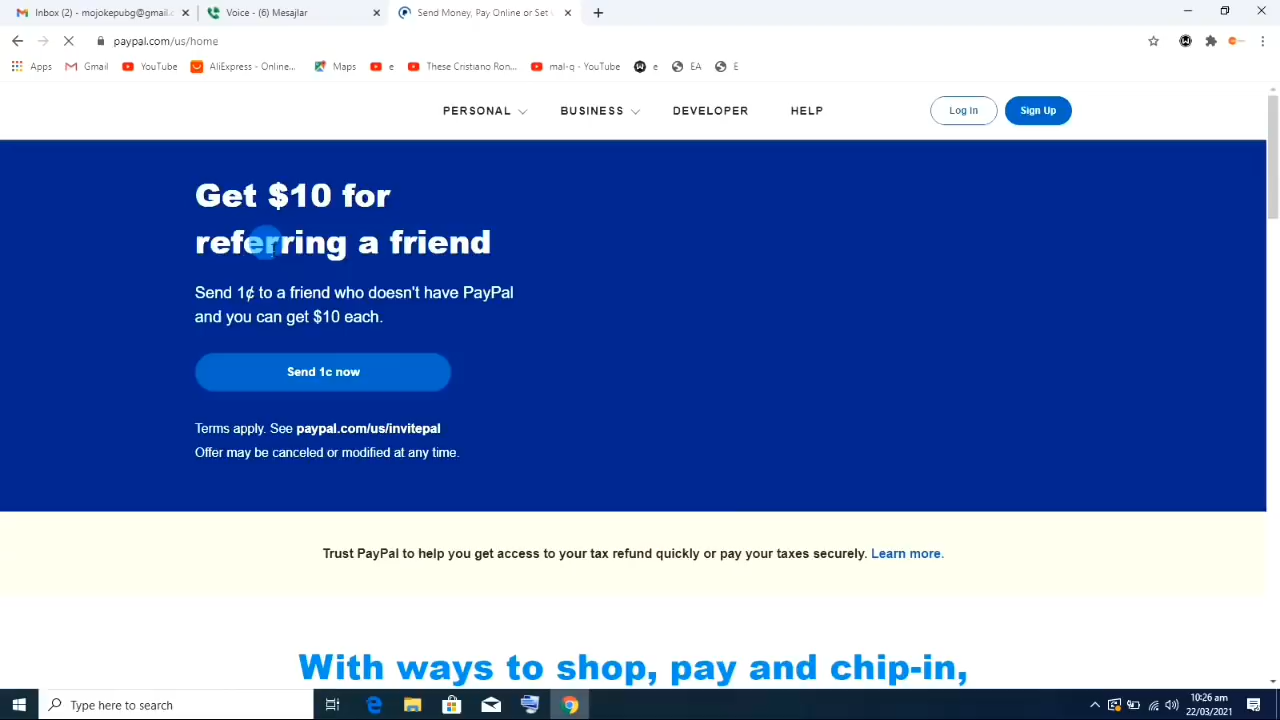 Inbox (2) - mojokepubg@gmail.c
Voice - (6) Mesajlar
Send Money, Pay Online or Set
paypal.com/us/home
Apps
Gmail
YouTube
AliExpress - Online...
Maps
e
These Cristiano Ron...
mal-q - YouTube
e
EA
E
PERSONAL
BUSINESS
DEVELOPER
HELP
Log In
Sign Up
Get $10 for
referring a friend
Send 1¢ to a friend who doesn't have PayPal
and you can get $10 each.
Send 1c now
Terms apply. See paypal.com/us/invitepal
Offer may be canceled or modified at any time.
Trust PayPal to help you get access to your tax refund quickly or pay your taxes securely. Learn more.
With ways to shop, pay and chip-in,
Type here to search
10:26 am
22/03/2021